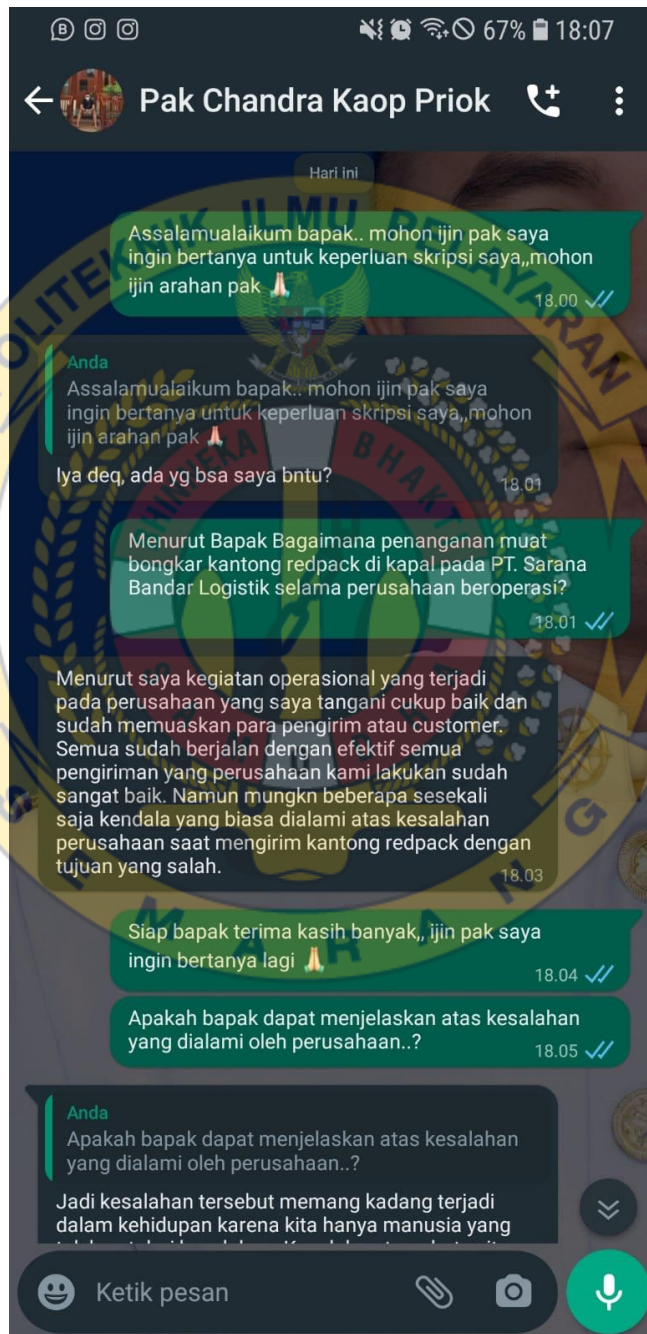 67% 18:07
Pak Chandra Kaop Priok
Hari ini
Assalamualaikum bapak.. mohon ijin pak saya
ingin bertanya untuk keperluan skripsi saya,,mohon
ijin arahan pak 🙏🏻
18.00
Anda
Assalamualaikum bapak.. mohon ijin pak saya
ingin bertanya untuk keperluan skripsi saya,,mohon
ijin arahan pak 🙏🏻
Iya deq, ada yg bsa saya bntu?
18.01
Menurut Bapak Bagaimana penanganan muat
bongkar kantong redpack di kapal pada PT. Sarana
Bandar Logistik selama perusahaan beroperasi?
18.01
Menurut saya kegiatan operasional yang terjadi
pada perusahaan yang saya tangani cukup baik dan
sudah memuaskan para pengirim atau customer.
Semua sudah berjalan dengan efektif semua
pengiriman yang perusahaan kami lakukan sudah
sangat baik. Namun mungkn beberapa sesekali
saja kendala yang biasa dialami atas kesalahan
perusahaan saat mengirim kantong redpack dengan
tujuan yang salah.
18.03
Siap bapak terima kasih banyak,, ijin pak saya
ingin bertanya lagi 🙏🏻
18.04
Apakah bapak dapat menjelaskan atas kesalahan
yang dialami oleh perusahaan..?
18.05
Anda
Apakah bapak dapat menjelaskan atas kesalahan
yang dialami oleh perusahaan..?
Jadi kesalahan tersebut memang kadang terjadi
dalam kehidupan karena kita hanya manusia yang
Ketik pesan
POLITEKNIK ILMU PELAYARAN
SEMARANG
BHINNEKA BHAKTI